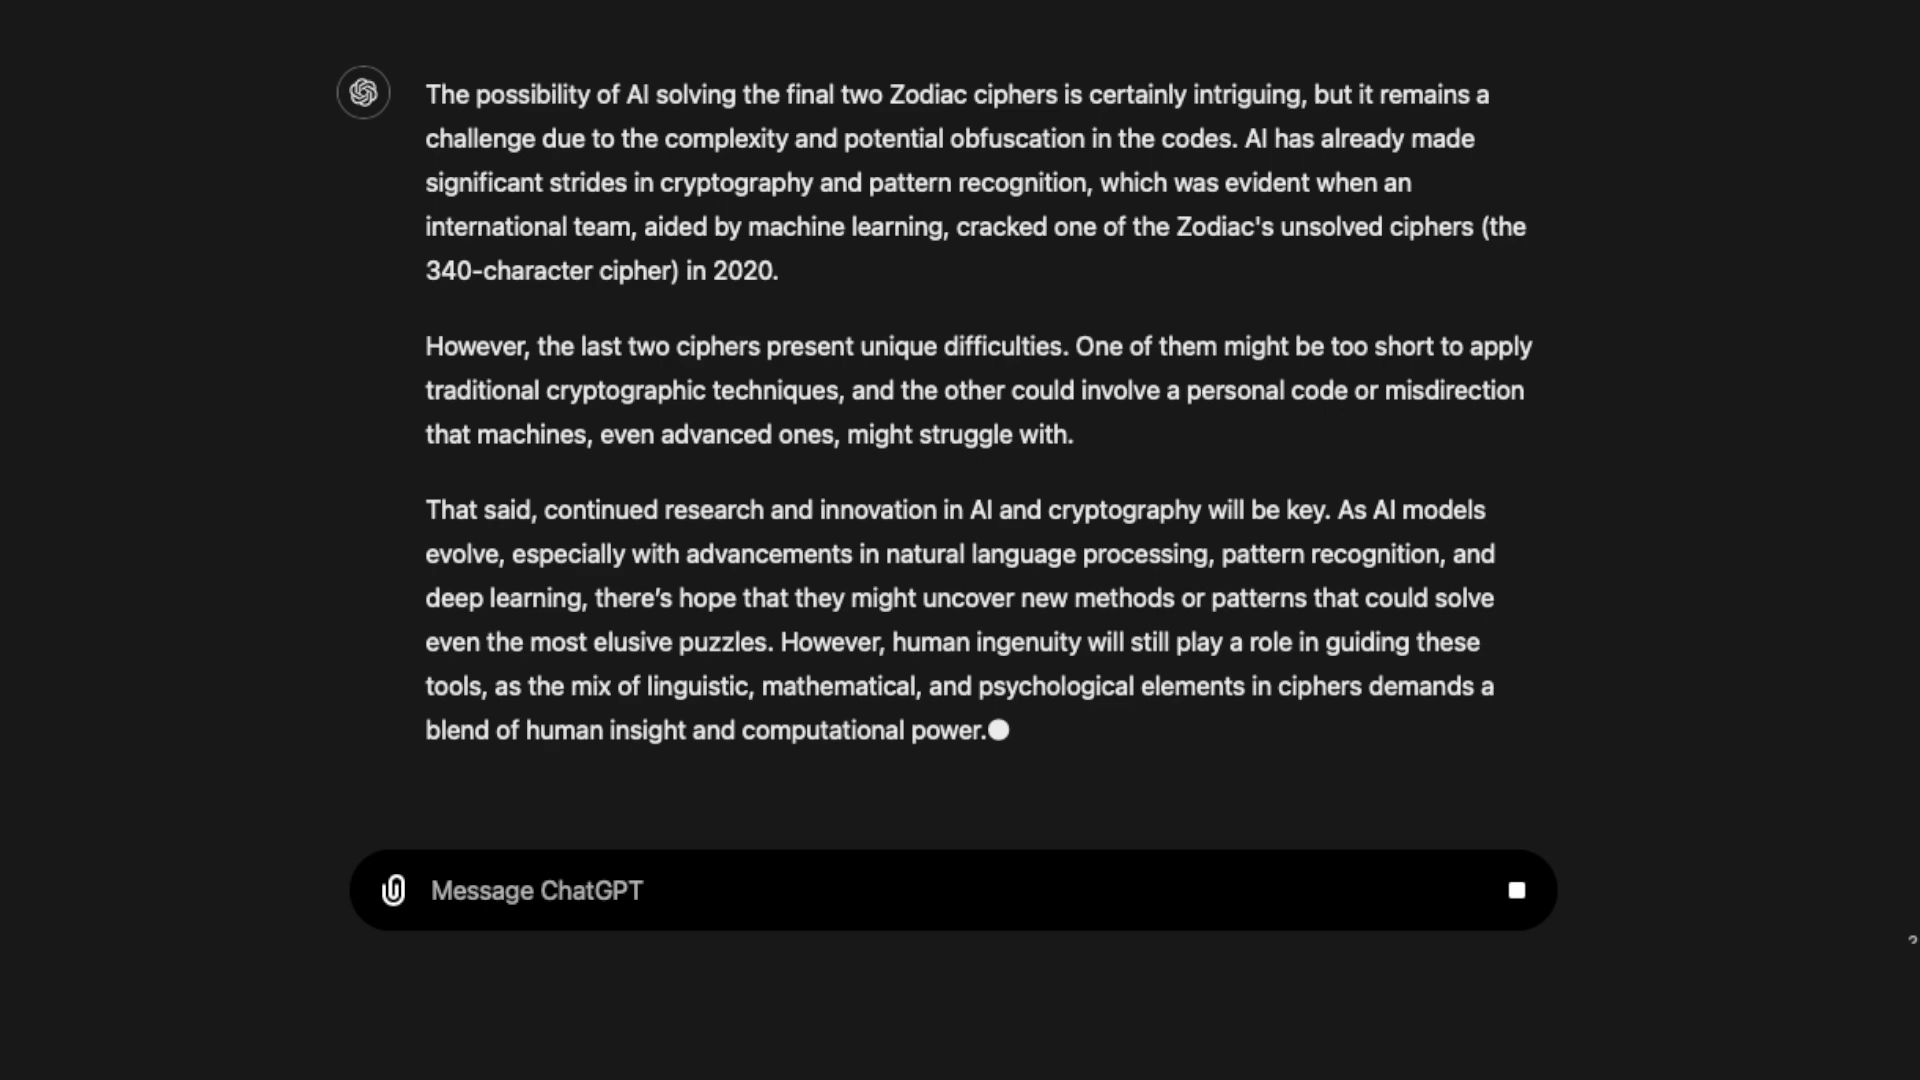 The possibility of AI solving the final two Zodiac ciphers is certainly intriguing, but it remains a
challenge due to the complexity and potential obfuscation in the codes. AI has already made
significant strides in cryptography and pattern recognition, which was evident when an
international team, aided by machine learning, cracked one of the Zodiac's unsolved ciphers (the
340-character cipher) in 2020.
However, the last two ciphers present unique difficulties. One of them might be too short to apply
traditional cryptographic techniques, and the other could involve a personal code or misdirection
that machines, even advanced ones, might struggle with.
That said, continued research and innovation in AI and cryptography will be key. As AI models
evolve, especially with advancements in natural language processing, pattern recognition, and
deep learning, there’s hope that they might uncover new methods or patterns that could solve
even the most elusive puzzles. However, human ingenuity will still play a role in guiding these
tools, as the mix of linguistic, mathematical, and psychological elements in ciphers demands a
blend of human insight and computational power.
Message ChatGPT
?